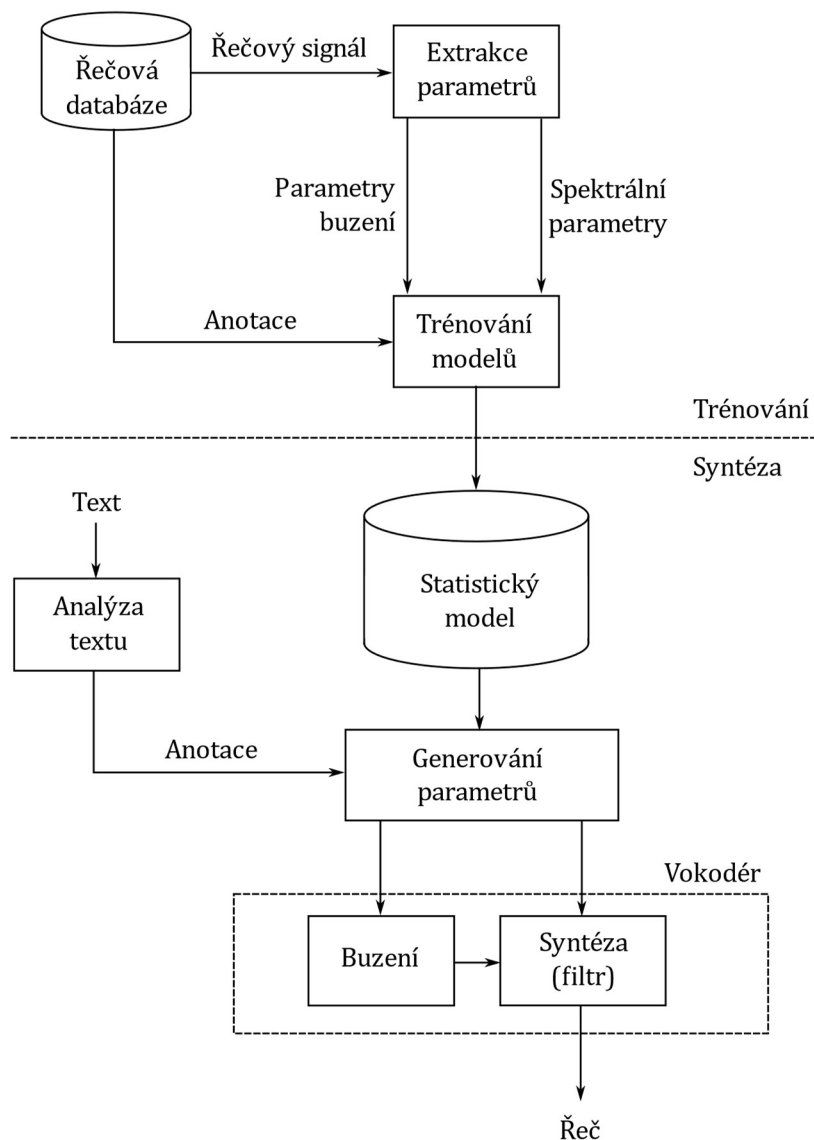 Řečová
databáze
Řečový signál
Extrakce
parametrů
Parametry
buzení
Spektrální
parametry
Anotace
Trénování
modelů
Trénování
Syntéza
Text
Analýza
textu
Statistický
model
Anotace
Generování
parametrů
Vokodér
Buzení
Syntéza
(filtr)
Řeč